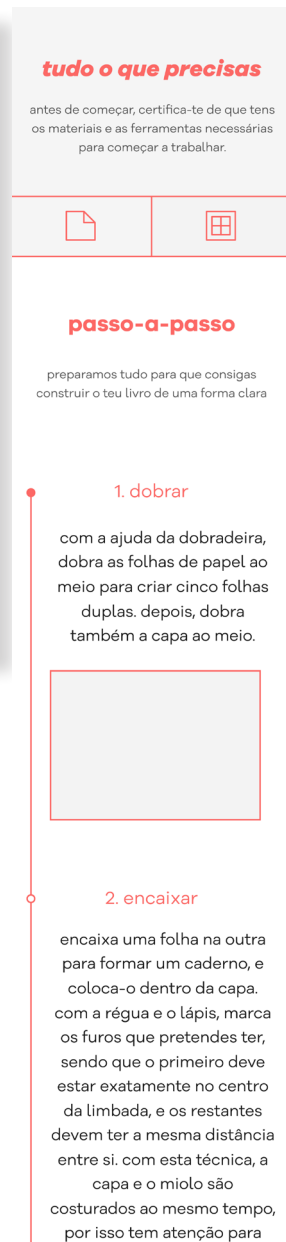 tudo o que precisas
antes de começar, certifica-te de que tens
os materiais e as ferramentas necessárias
para começar a trabalhar.
passo-a-passo
preparamos tudo para que consigas
construir o teu livro de uma forma clara
1. dobrar
com a ajuda da dobradeira,
dobra as folhas de papel ao
meio para criar cinco folhas
duplas. depois, dobra
também a capa ao meio.
2. encaixar
encaixa uma folha na outra
para formar um caderno, e
coloca-o dentro da capa.
com a régua e o lápis, marca
os furos que pretendes ter,
sendo que o primeiro deve
estar exatamente no centro
da limbada, e os restantes
devem ter a mesma distância
entre si. com esta técnica, a
capa e o miolo são
costurados ao mesmo tempo,
por isso tem atenção para